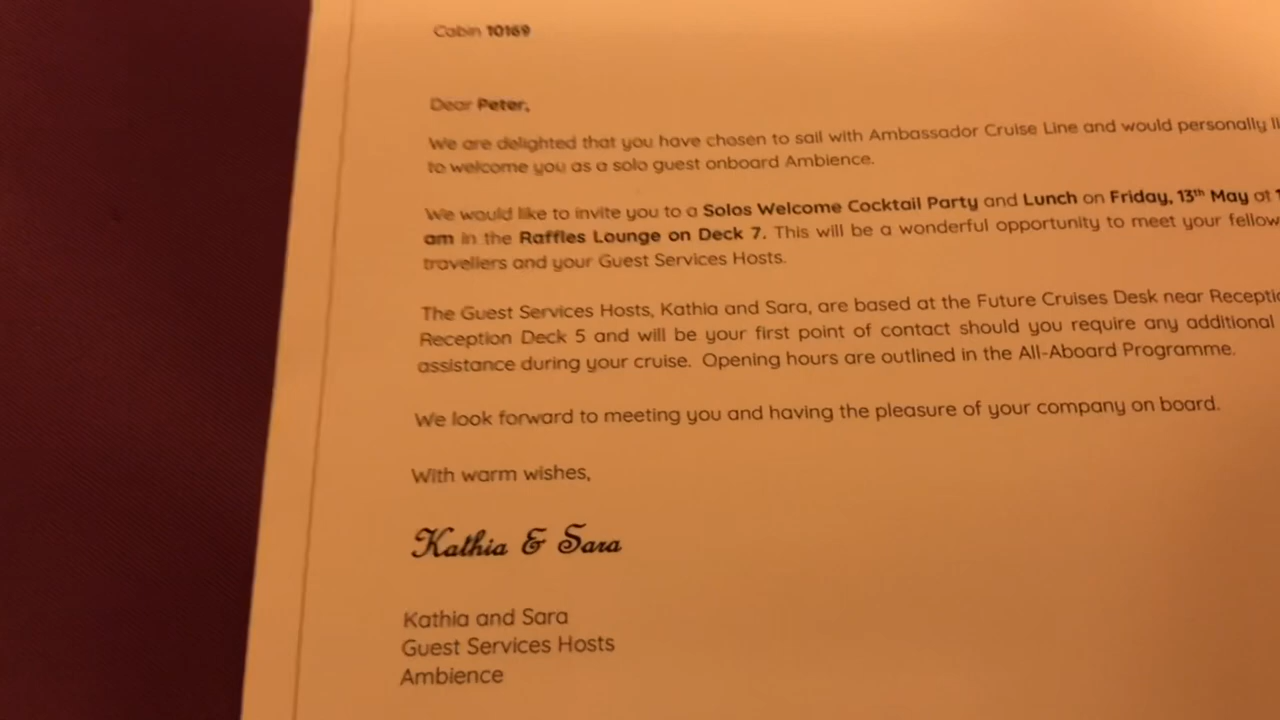 Cabin 10169
Dear Peter,
We are delighted that you have chosen to sail with Ambassador Cruise Line and would personally
to welcome you as a solo guest onboard Ambience.
We would like to invite you to a Solos Welcome Cocktail Party and Lunch on Friday, 13th May at
am in the Raffles Lounge on Deck 7. This will be a wonderful opportunity to meet your fellow
travellers and your Guest Services Hosts.
The Guest Services Hosts, Kathia and Sara, are based at the Future Cruises Desk near
Reception Deck 5 and will be your first point of contact should you require any additional
assistance during your cruise. Opening hours are outlined in the All-Aboard Programme.
We look forward to meeting you and having the pleasure of your company on board.
With warm wishes,
Kathia & Sara
Kathia and Sara
Guest Services Hosts
Ambience